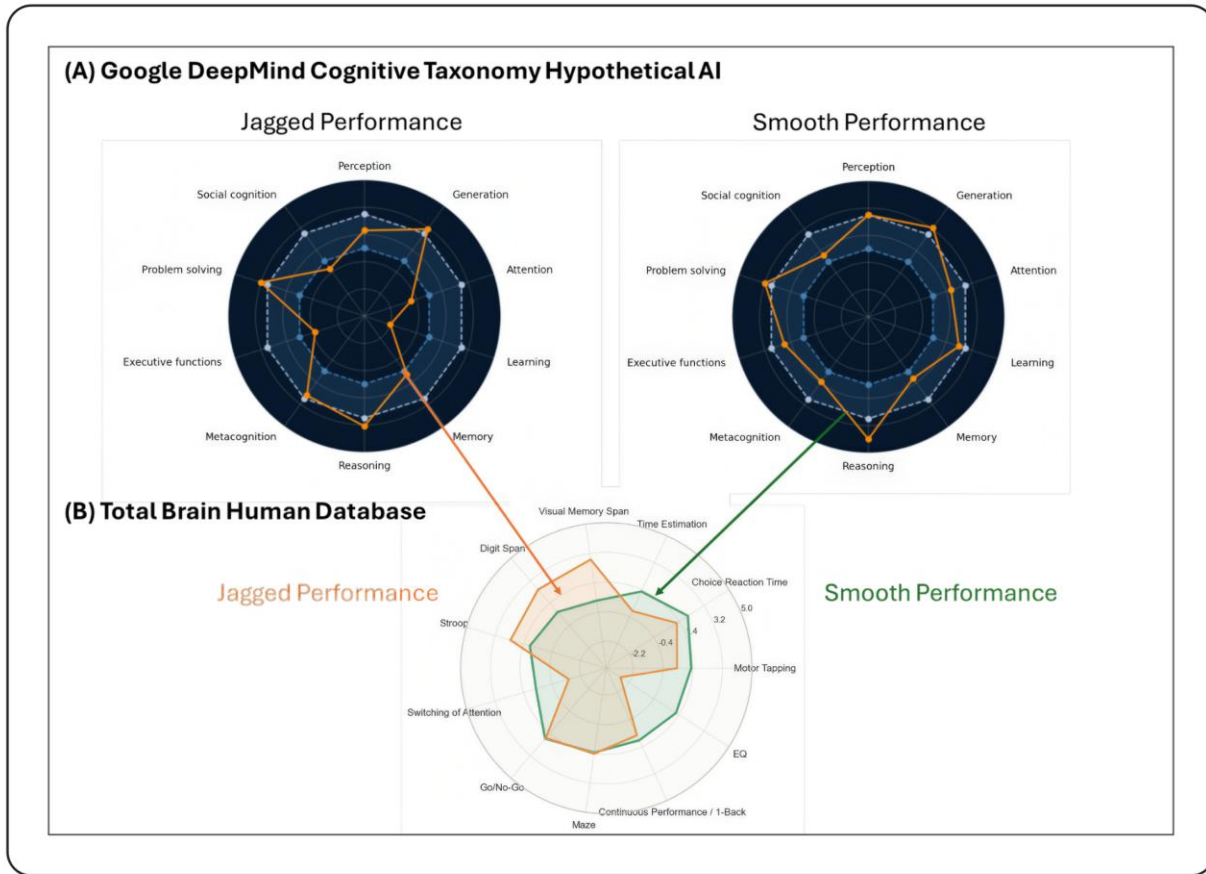 (A) Google DeepMind Cognitive Taxonomy Hypothetical AI
Jagged Performance
Smooth Performance
Perception
Generation
Attention
Learning
Memory
Reasoning
Metacognition
Executive functions
Problem solving
Social cognition
Perception
Generation
Attention
Learning
Memory
Reasoning
Metacognition
Executive functions
Problem solving
Social cognition
(B) Total Brain Human Database
Jagged Performance
Smooth Performance
Visual Memory Span
Time Estimation
Choice Reaction Time
Motor Tapping
EQ
Continuous Performance / 1-Back
Maze
Go/No-Go
Switching of Attention
Stroop
Digit Span
5.0
3.2
.4
-0.4
-2.2